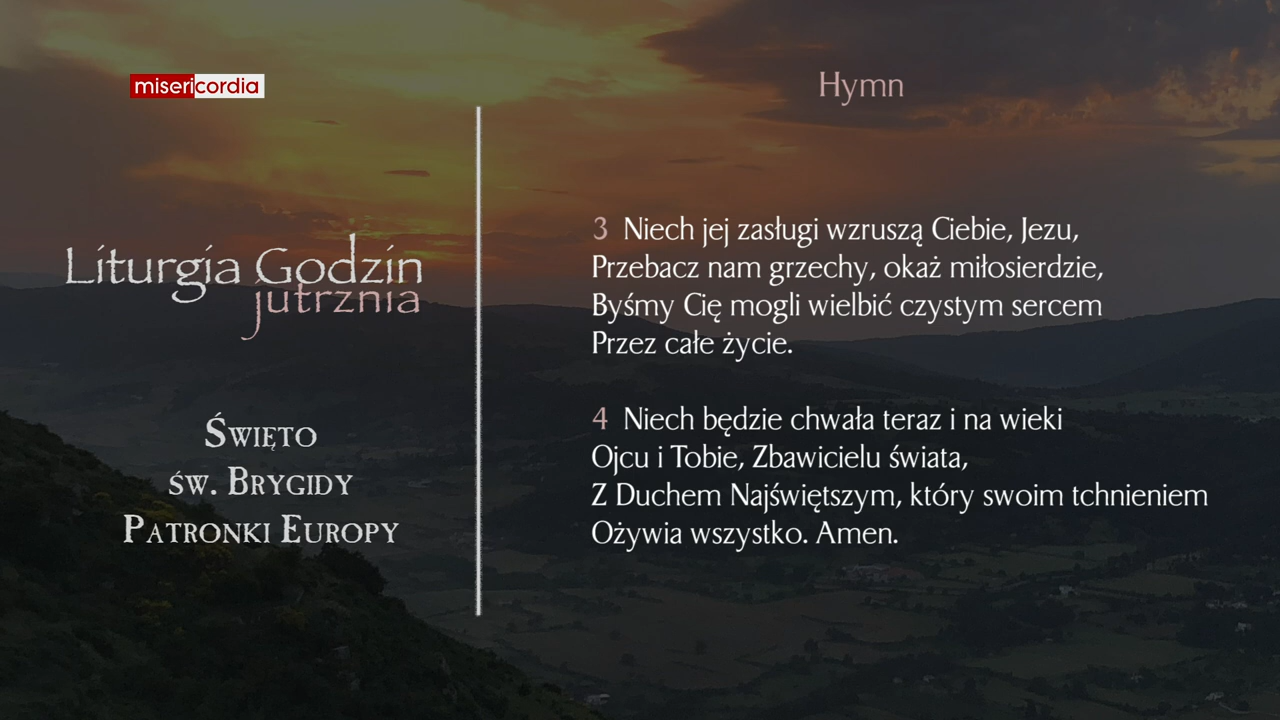 misericordia
Liturgia Godzin
jutrznia
Święto
św. Brygidy
Patronki Europy
Hymn
3 Niech jej zasługi wzruszą Ciebie, Jezu,
Przebacz nam grzechy, okaż miłosierdzie,
Byśmy Cię mogli wielbić czystym sercem
Przez całe życie.
4 Niech będzie chwała teraz i na wieki
Ojcu i Tobie, Zbawicielu świata,
Z Duchem Najświętszym, który swoim tchnieniem
Ożywia wszystko. Amen.